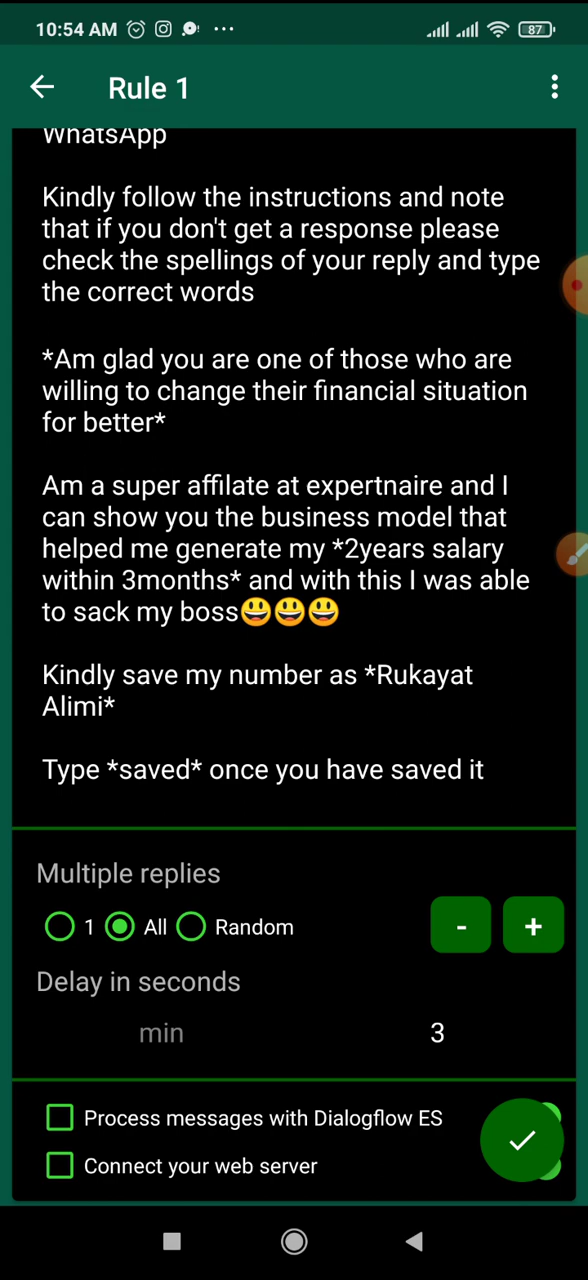 10:54 AM
87
Rule 1
WhatsApp
Kindly follow the instructions and note
that if you don't get a response please
check the spellings of your reply and type
the correct words
*Am glad you are one of those who are
willing to change their financial situation
for better*
Am a super affilate at expertnaire and I
can show you the business model that
helped me generate my *2years salary
within 3months* and with this I was able
to sack my boss😃😃😃
Kindly save my number as *Rukayat
Alimi*
Type *saved* once you have saved it
Multiple replies
1 All Random - +
Delay in seconds
min 3
Process messages with Dialogflow ES
Connect your web server